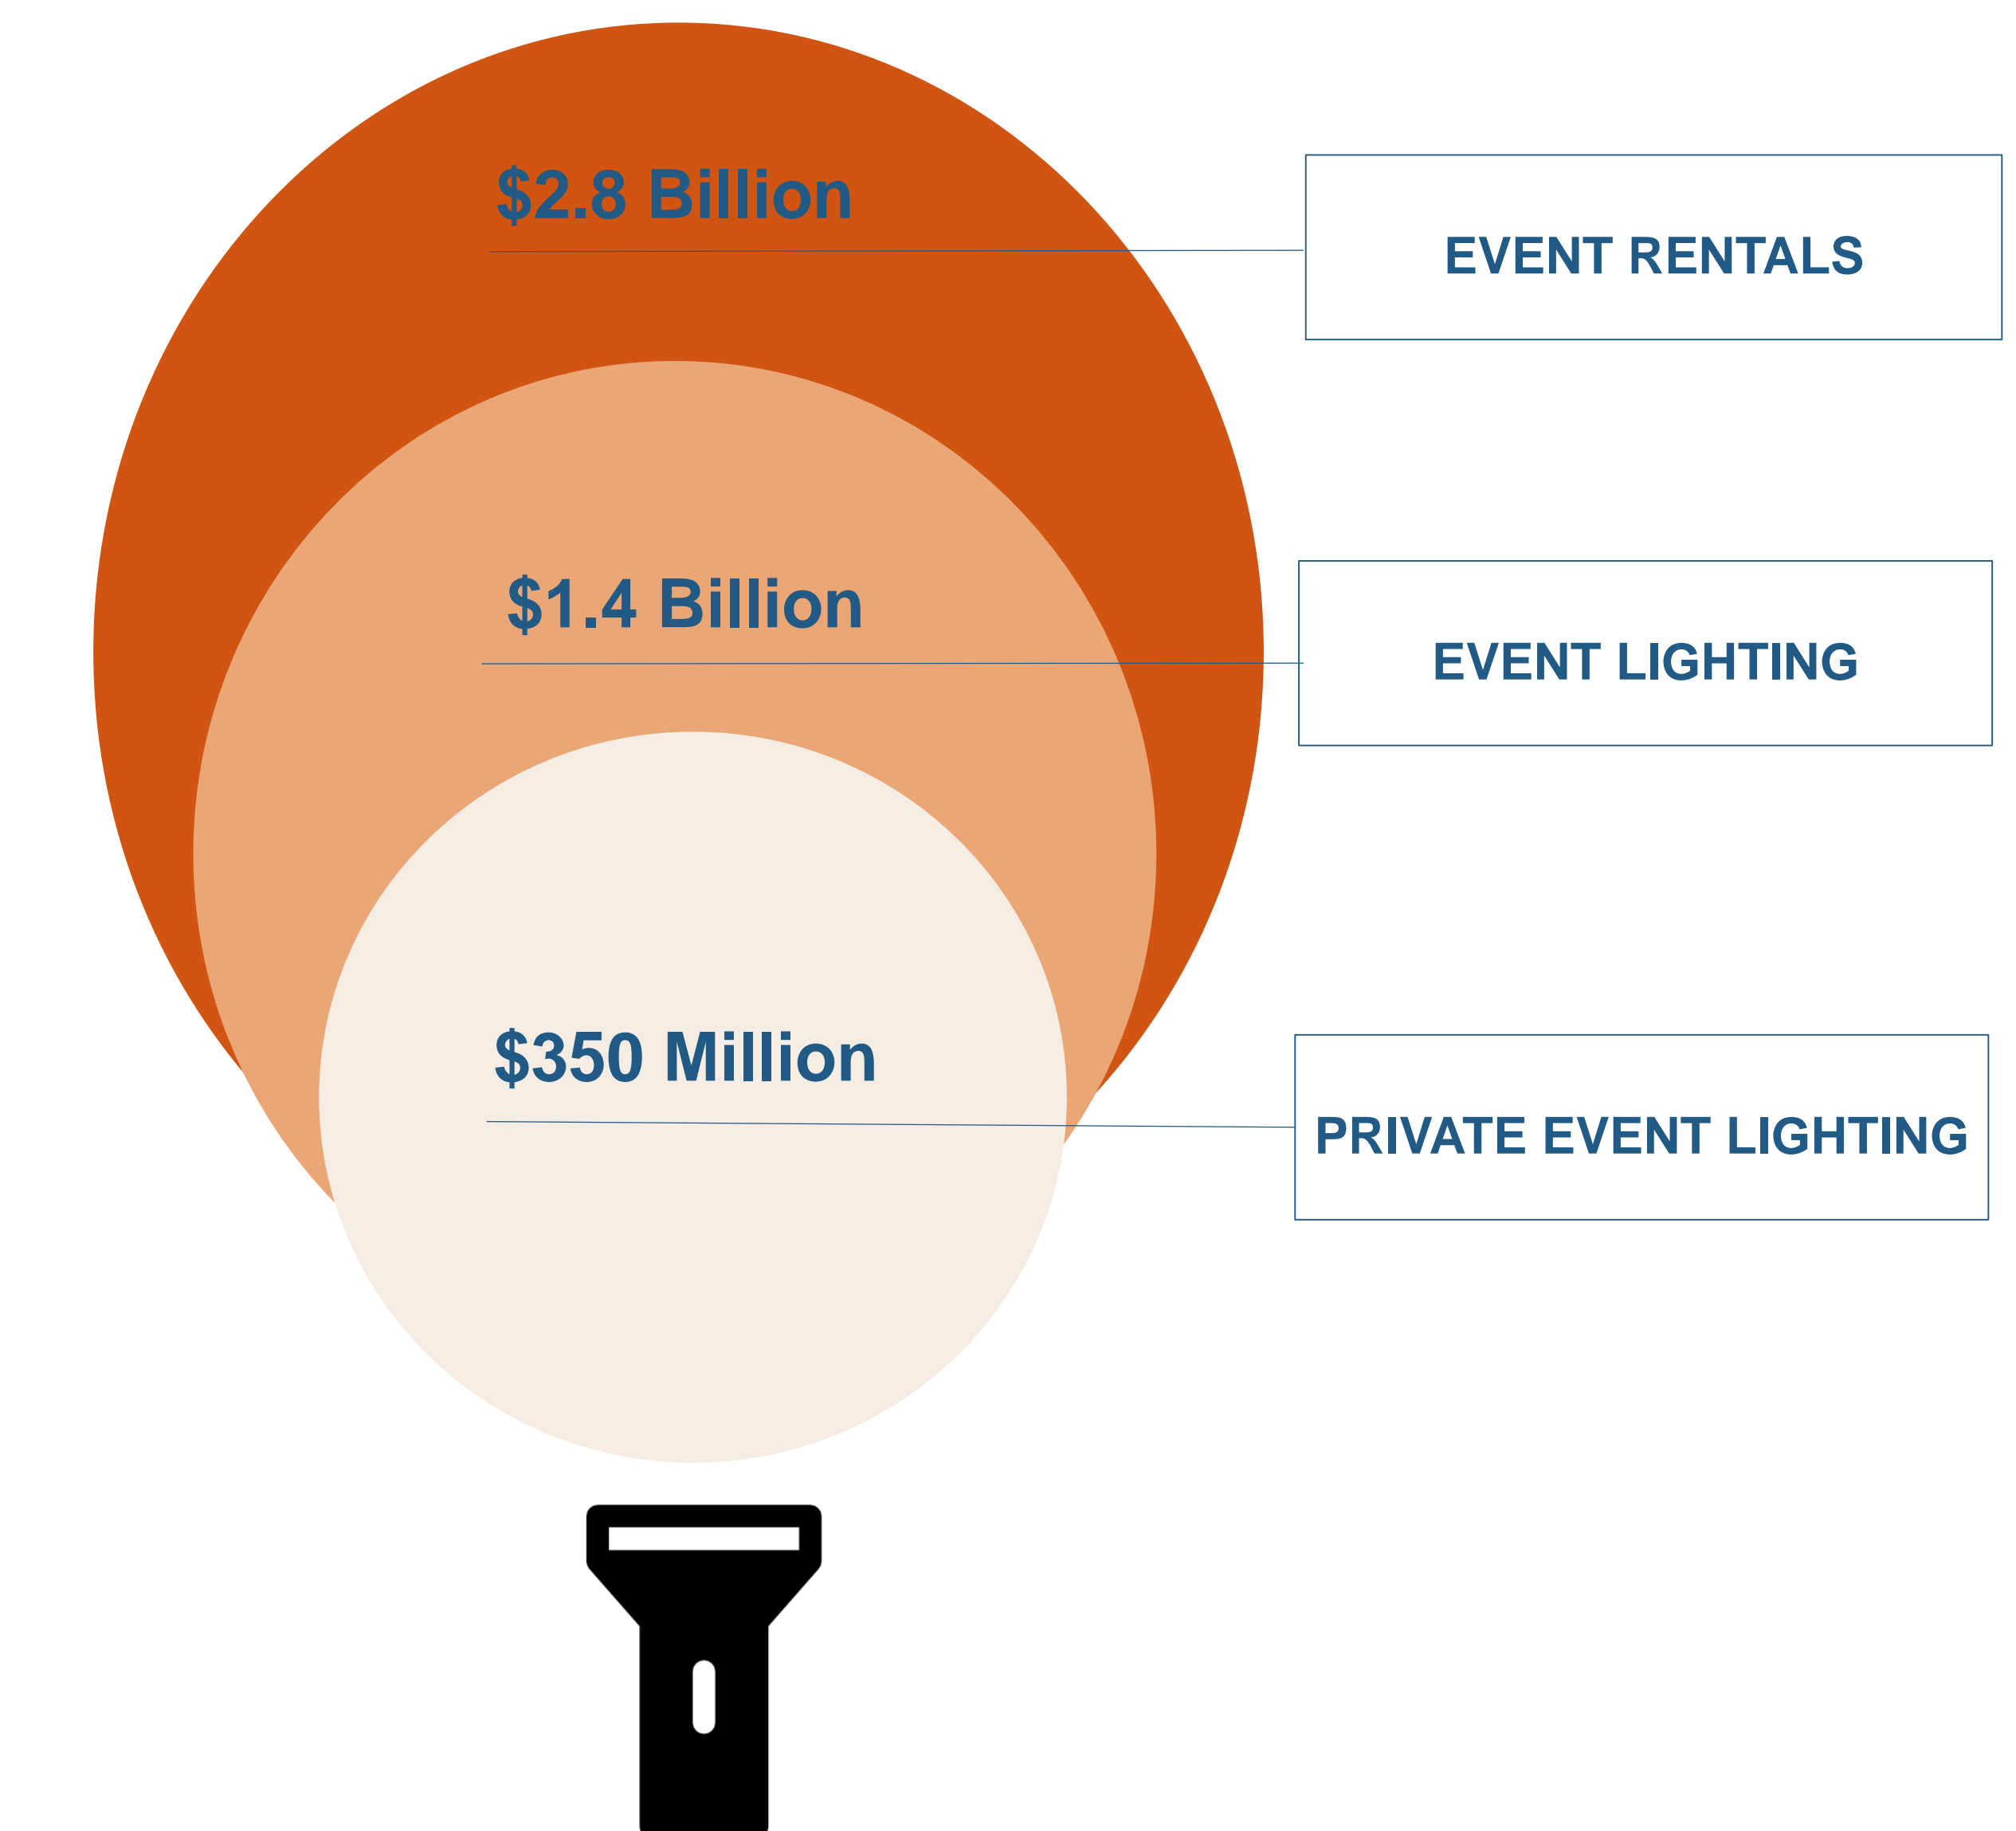 $2.8 Billion
EVENT RENTALS
$1.4 Billion
EVENT LIGHTING
$350 Million
PRIVATE EVENT LIGHTING